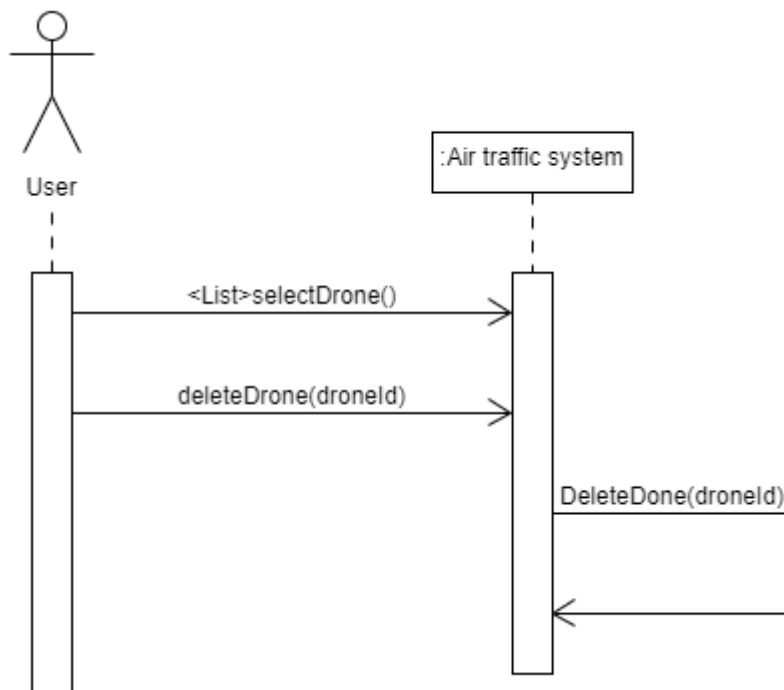 :Air traffic system
User
<List>selectDrone()
deleteDrone(droneId)
DeleteDone(droneId)